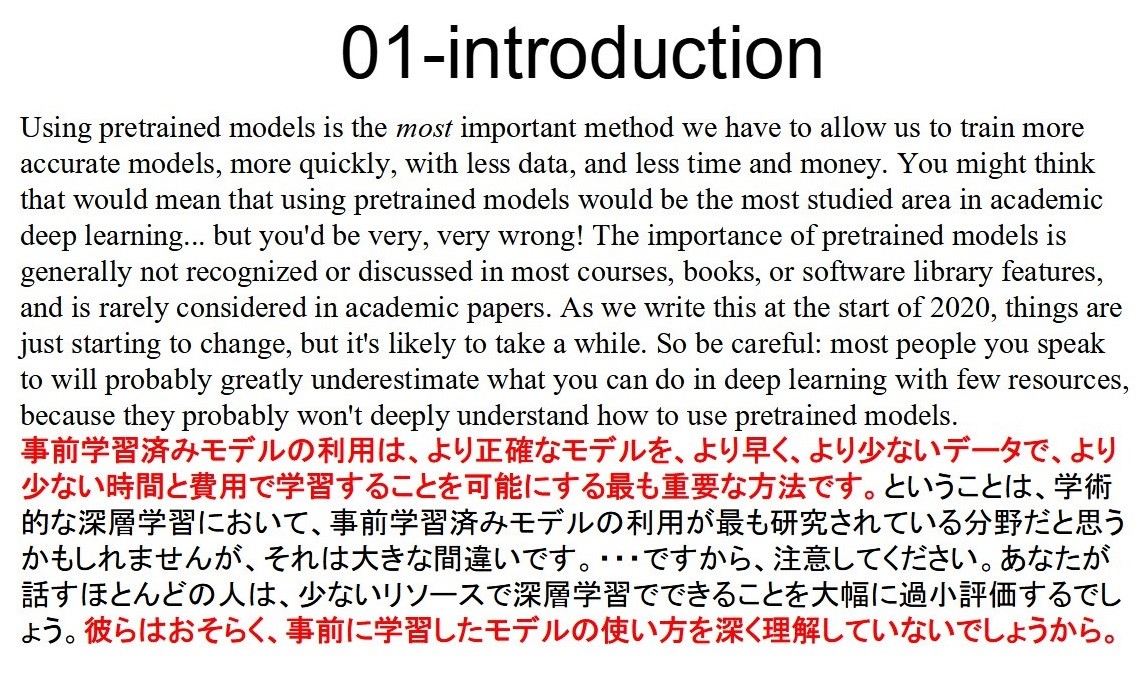 01-introduction
Using pretrained models is the most important method we have to allow us to train more
accurate models, more quickly, with less data, and less time and money. You might think
that would mean that using pretrained models would be the most studied area in academic
deep learning... but you'd be very, very wrong! The importance of pretrained models is
generally not recognized or discussed in most courses, books, or software library features,
and is rarely considered in academic papers. As we write this at the start of 2020, things are
just starting to change, but it's likely to take a while. So be careful: most people you speak
to will probably greatly underestimate what you can do in deep learning with few resources,
because they probably won't deeply understand how to use pretrained models.
事前学習済みモデルの利用は、より正確なモデルを、より早く、より少ないデータで、より
少ない時間と費用で学習することを可能にする最も重要な方法です。ということは、学術
的な深層学習において、事前学習済みモデルの利用が最も研究されている分野だと思う
かもしれませんが、それは大きな間違いです。・・・ですから、注意してください。あなたが
話すほとんどの人は、少ないリソースで深層学習でできることを大幅に過小評価するでし
ょう。彼らはおそらく、事前に学習したモデルの使い方を深く理解していないでしょうから。